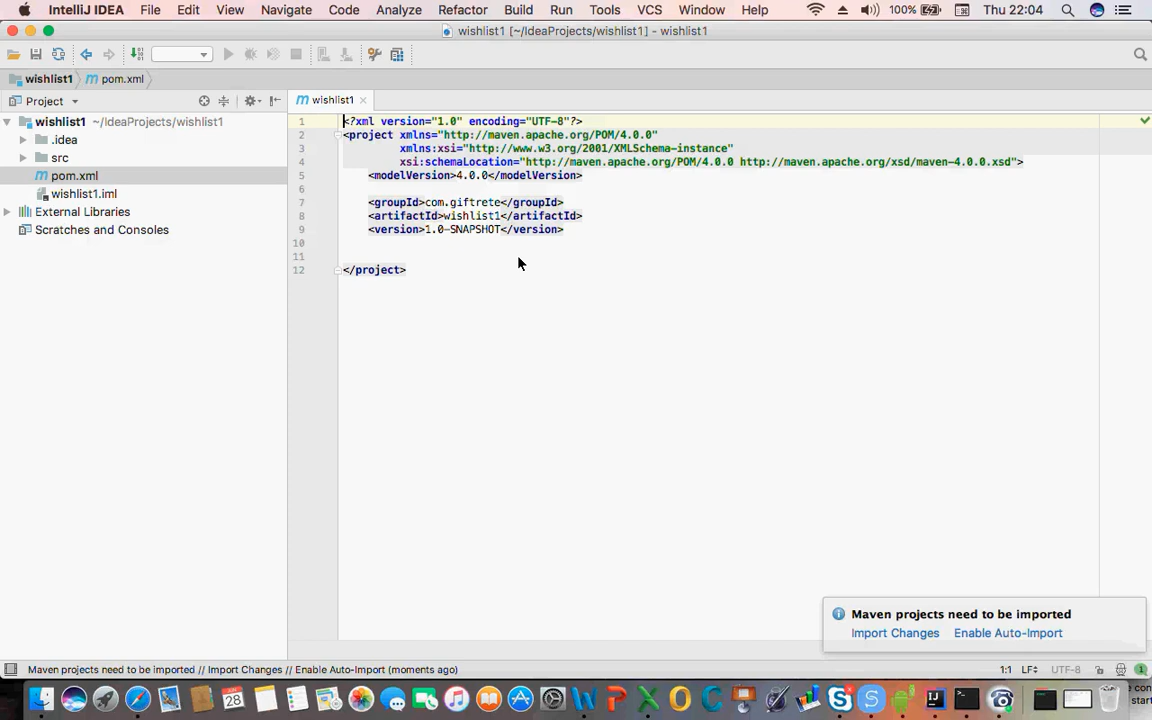 IntelliJ IDEA File Edit View Navigate Code Analyze Refactor Build Run Tools VCS Window Help 100% Thu 22:04
wishlist1 [~/IdeaProjects/wishlist1] - wishlist1
wishlist1 pom.xml
Project
wishlist1
wishlist1 ~/IdeaProjects/wishlist1
.idea
src
pom.xml
wishlist1.iml
External Libraries
Scratches and Consoles
1 <?xml version="1.0" encoding="UTF-8"?>
2 <project xmlns="http://maven.apache.org/POM/4.0.0"
3 xmlns:xsi="http://www.w3.org/2001/XMLSchema-instance"
4 xsi:schemaLocation="http://maven.apache.org/POM/4.0.0 http://maven.apache.org/xsd/maven-4.0.0.xsd">
5 <modelVersion>4.0.0</modelVersion>
6
7 <groupId>com.giftrete</groupId>
8 <artifactId>wishlist1</artifactId>
9 <version>1.0-SNAPSHOT</version>
10
11
12 </project>
Maven projects need to be imported
Import Changes Enable Auto-Import
Maven projects need to be imported // Import Changes // Enable Auto-Import (moments ago)
1:1 LF UTF-8 1